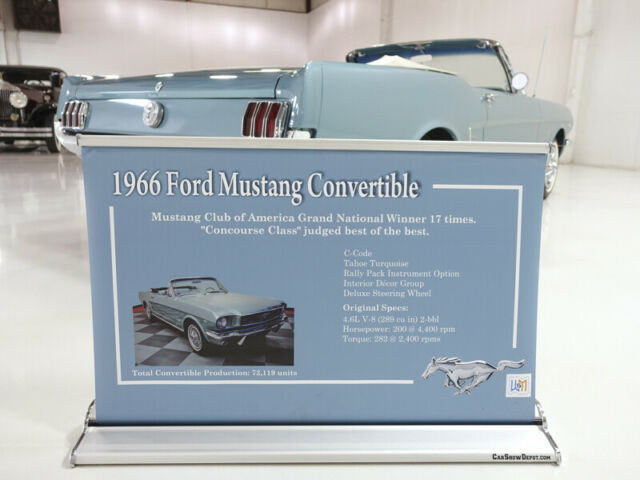 1966 Ford Mustang Convertible
Mustang Club of America Grand National Winner 17 times.
"Concourse Class" judged best of the best.
C-Code
Tahoe Turquoise
Rally Pack Instrument Option
Interior Décor Group
Deluxe Steering Wheel
Original Specs:
4.6L V-8 (289 cu in) 2-bbl
Horsepower: 200 @ 4,400 rpm
Torque: 282 @ 2,400 rpms
Total Convertible Production: 72,119 units
CarShowDepot.com